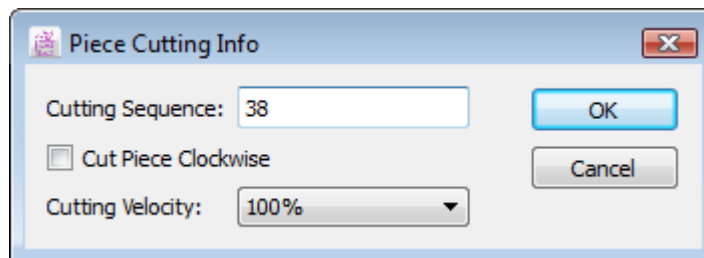 Piece Cutting Info
Cutting Sequence: 38
OK
Cut Piece Clockwise
Cancel
Cutting Velocity: 100%